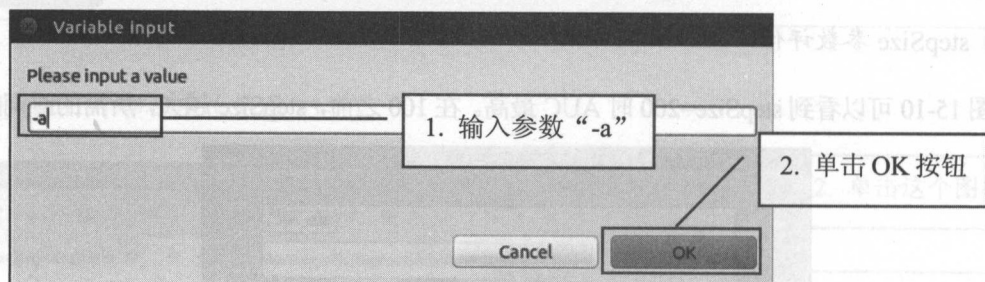 Variable Input
Please input a value
-a
1. 输入参数“-a”
2. 单击 OK 按钮
Cancel
OK